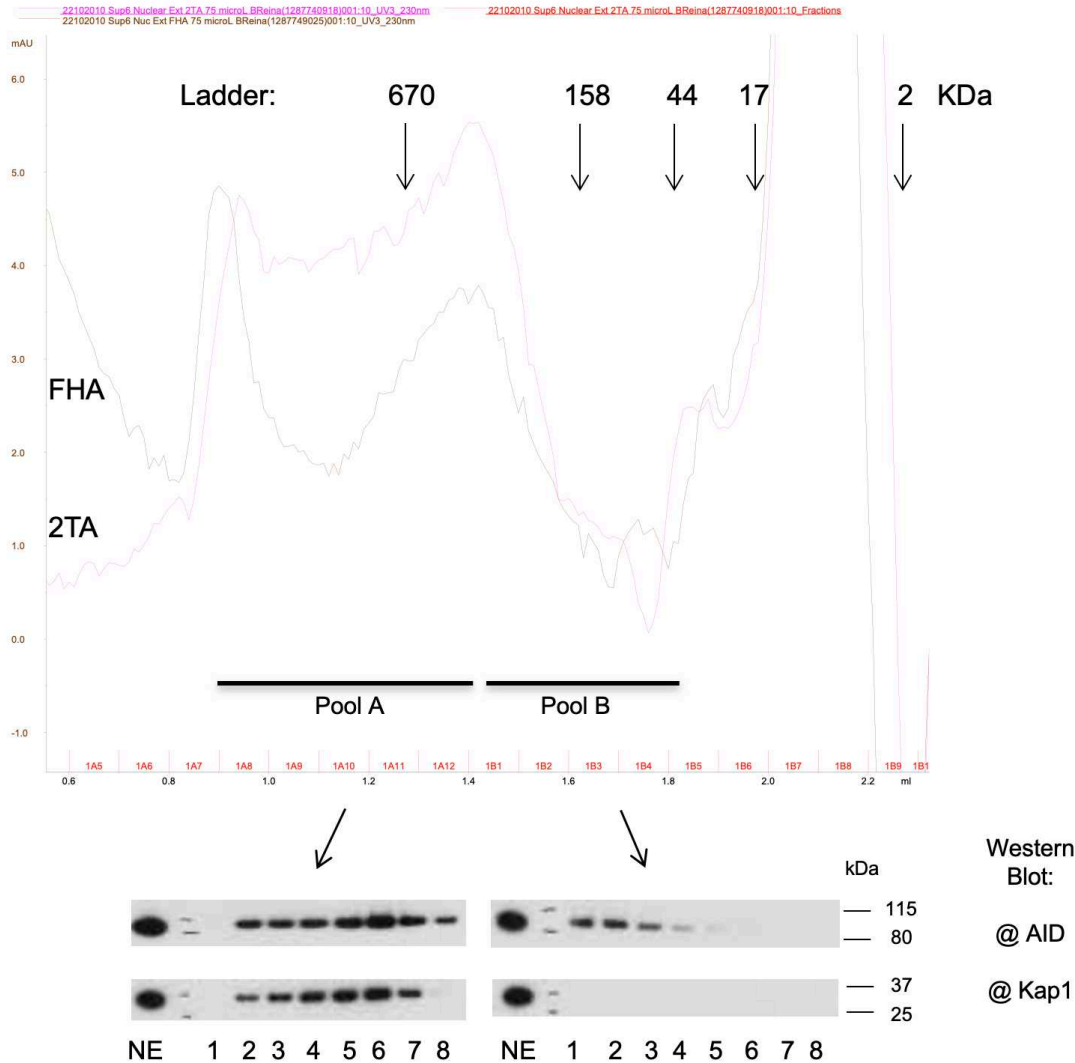 22102010 Sup6 Nuclear Ext 2TA 75 microL BReina(1287740918)001:10_UV3_230nm 22102010 Sup6 Nuclear Ext 2TA 75 microL BReina(1287740918)001:10_Fractions
22102010 Sup6 Nuc Ext FHA 75 microL BReina(1287749025)001:10_UV3_230nm
mAU
6.0
Ladder: 670 158 44 17 2 KDa
5.0
4.0
3.0
FHA
2.0
2TA
1.0
0.0
Pool A Pool B
-1.0
1A5 1A6 1A7 1A8 1A9 1A10 1A11 1A12 1B1 1B2 1B3 1B4 1B5 1B6 1B7 1B8 1B9 1B1
0.6 0.8 1.0 1.2 1.4 1.6 1.8 2.0 2.2 ml
Western
Blot:
kDa
115
@ AID
80
37
@ Kap1
25
NE 1 2 3 4 5 6 7 8 NE 1 2 3 4 5 6 7 8